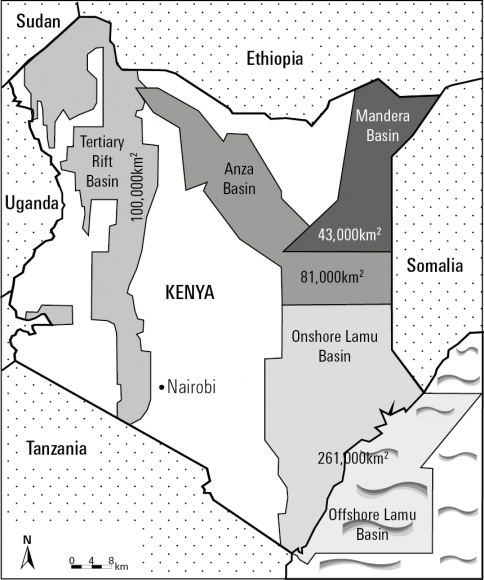 Sudan
Ethiopia
Mandera
Basin
Tertiary
Rift
Basin
100,000km²
Anza
Basin
Uganda
43,000km²
Somalia
81,000km²
KENYA
Onshore Lamu
Basin
Nairobi
Tanzania
261,000km²
Offshore Lamu
Basin
N
0 4 8 km